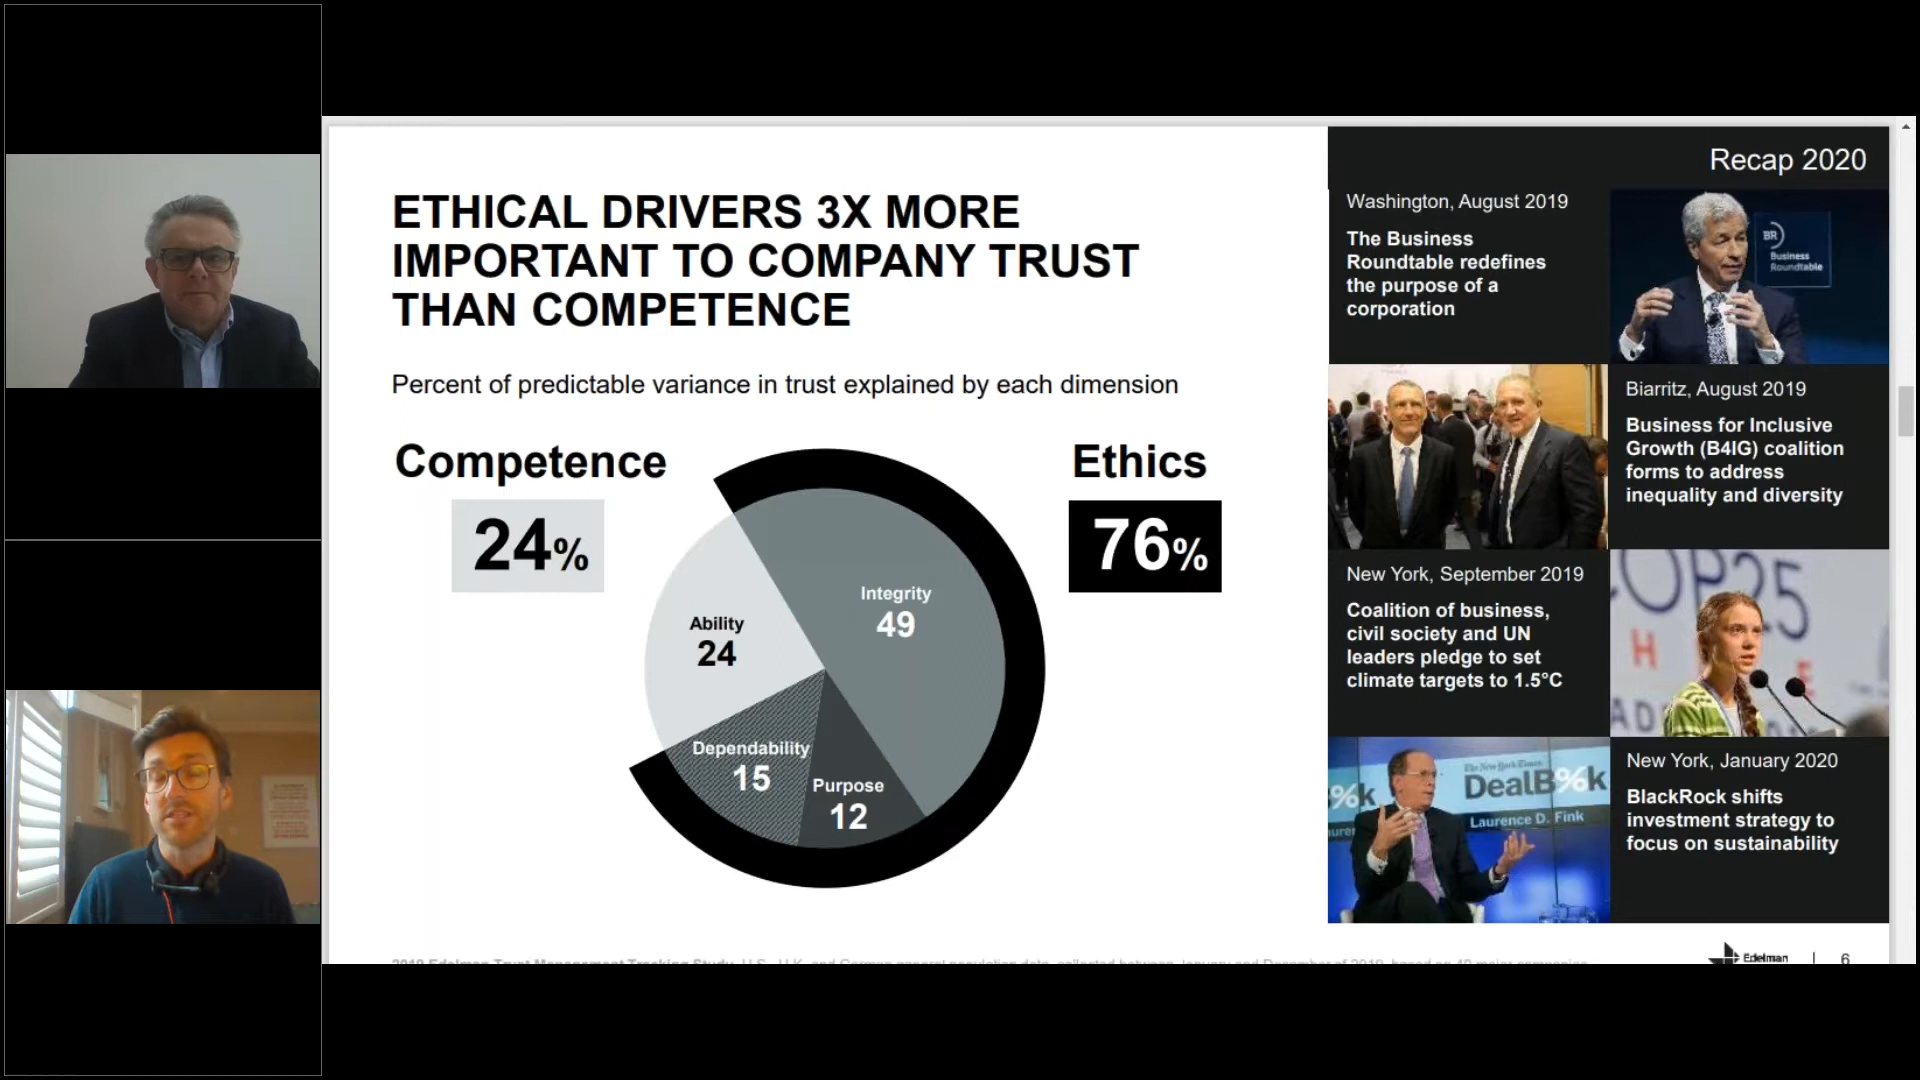 ETHICAL DRIVERS 3X MORE
IMPORTANT TO COMPANY TRUST
THAN COMPETENCE
Percent of predictable variance in trust explained by each dimension
Competence
24%
Ethics
76%
Integrity
49
Ability
24
Dependability
15
Purpose
12
Recap 2020
Washington, August 2019
The Business
Roundtable redefines
the purpose of a
corporation
BR
Business
Roundtable
Biarritz, August 2019
Business for Inclusive
Growth (B4IG) coalition
forms to address
inequality and diversity
New York, September 2019
Coalition of business,
civil society and UN
leaders pledge to set
climate targets to 1.5°C
COP25
The New York Times
DealB%k
Laurence D. Fink
New York, January 2020
BlackRock shifts
investment strategy to
focus on sustainability
Edelman | 6